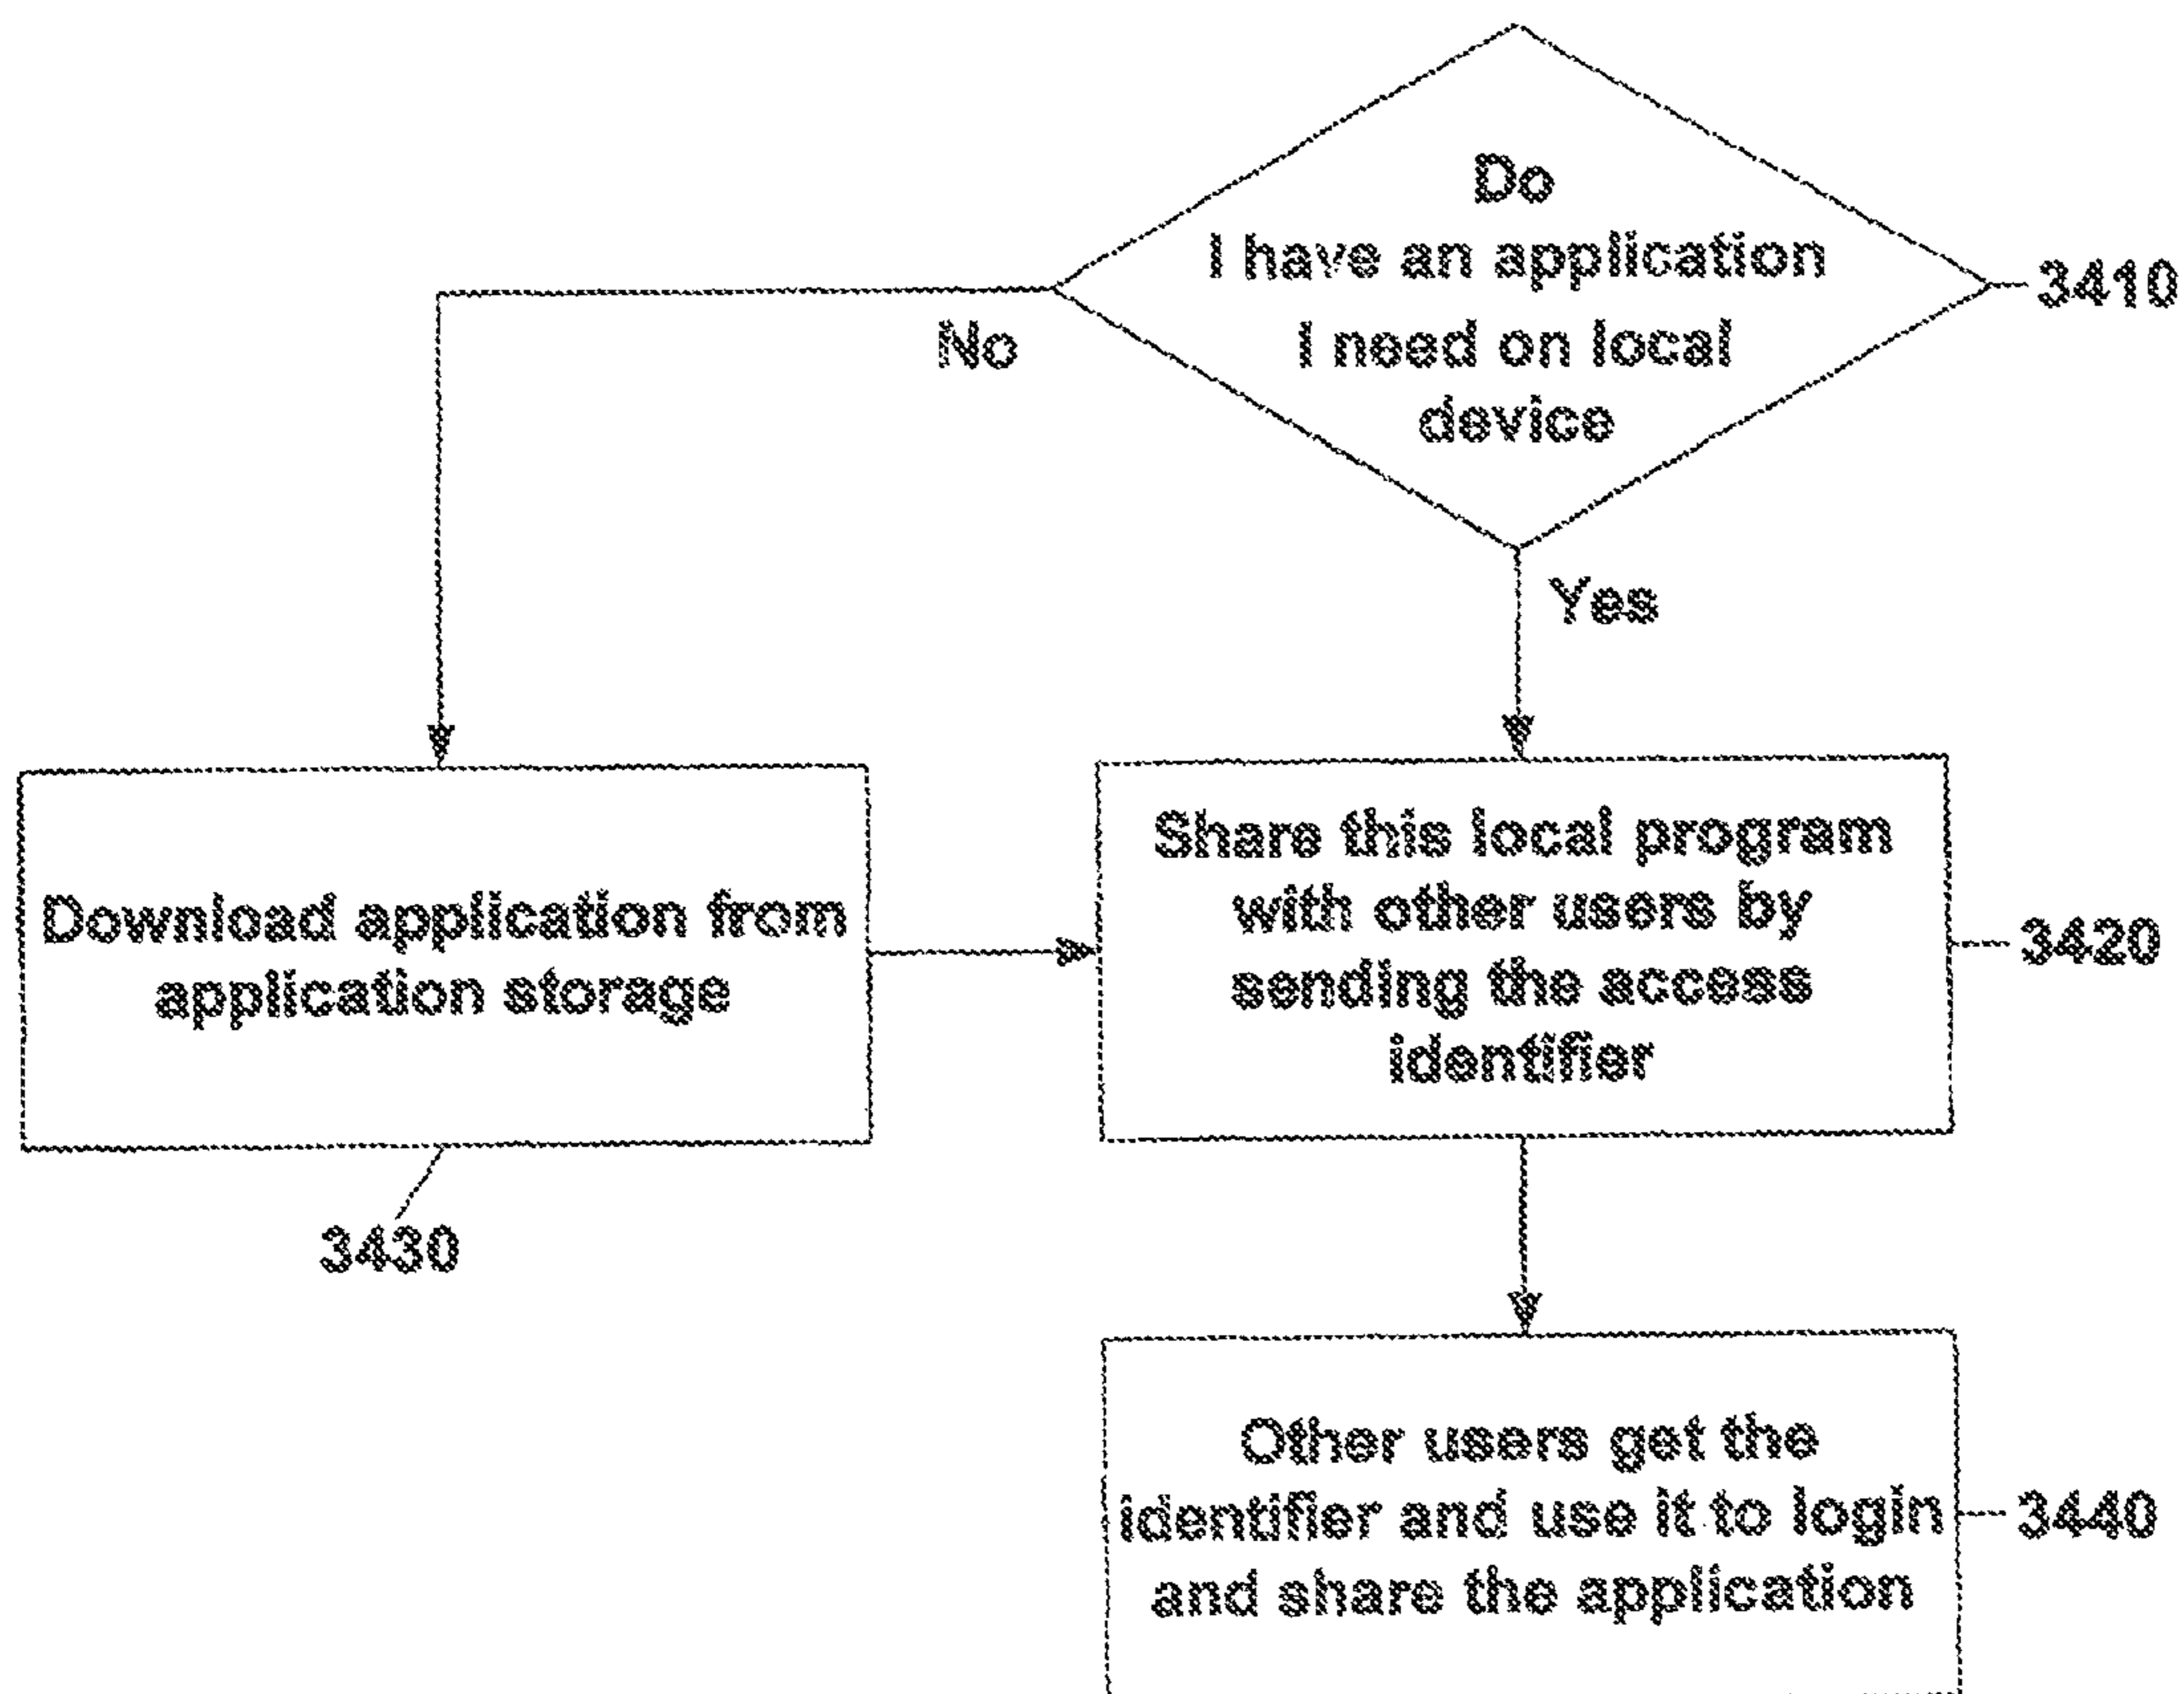 Do
I have an application
I need on local
device
3410
No
Yes
Download application from
application storage
3430
Share this local program
with other users by
sending the access
identifier
3420
Other users get the
identifier and use it to login
and share the application
3440